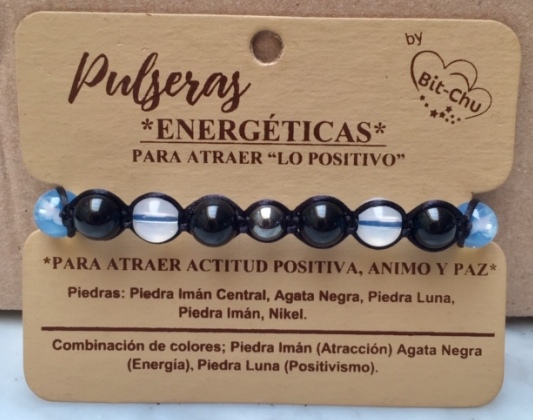 by
Bit-Chu
Pulseras
*ENERGÉTICAS*
PARA ATRAER “LO POSITIVO”
*PARA ATRAER ACTITUD POSITIVA, ANIMO Y PAZ*
Piedras: Piedra Imán Central, Agata Negra, Piedra Luna,
Piedra Imán, Nikel.
Combinación de colores; Piedra Imán (Atracción) Agata Negra
(Energía), Piedra Luna (Positivismo).